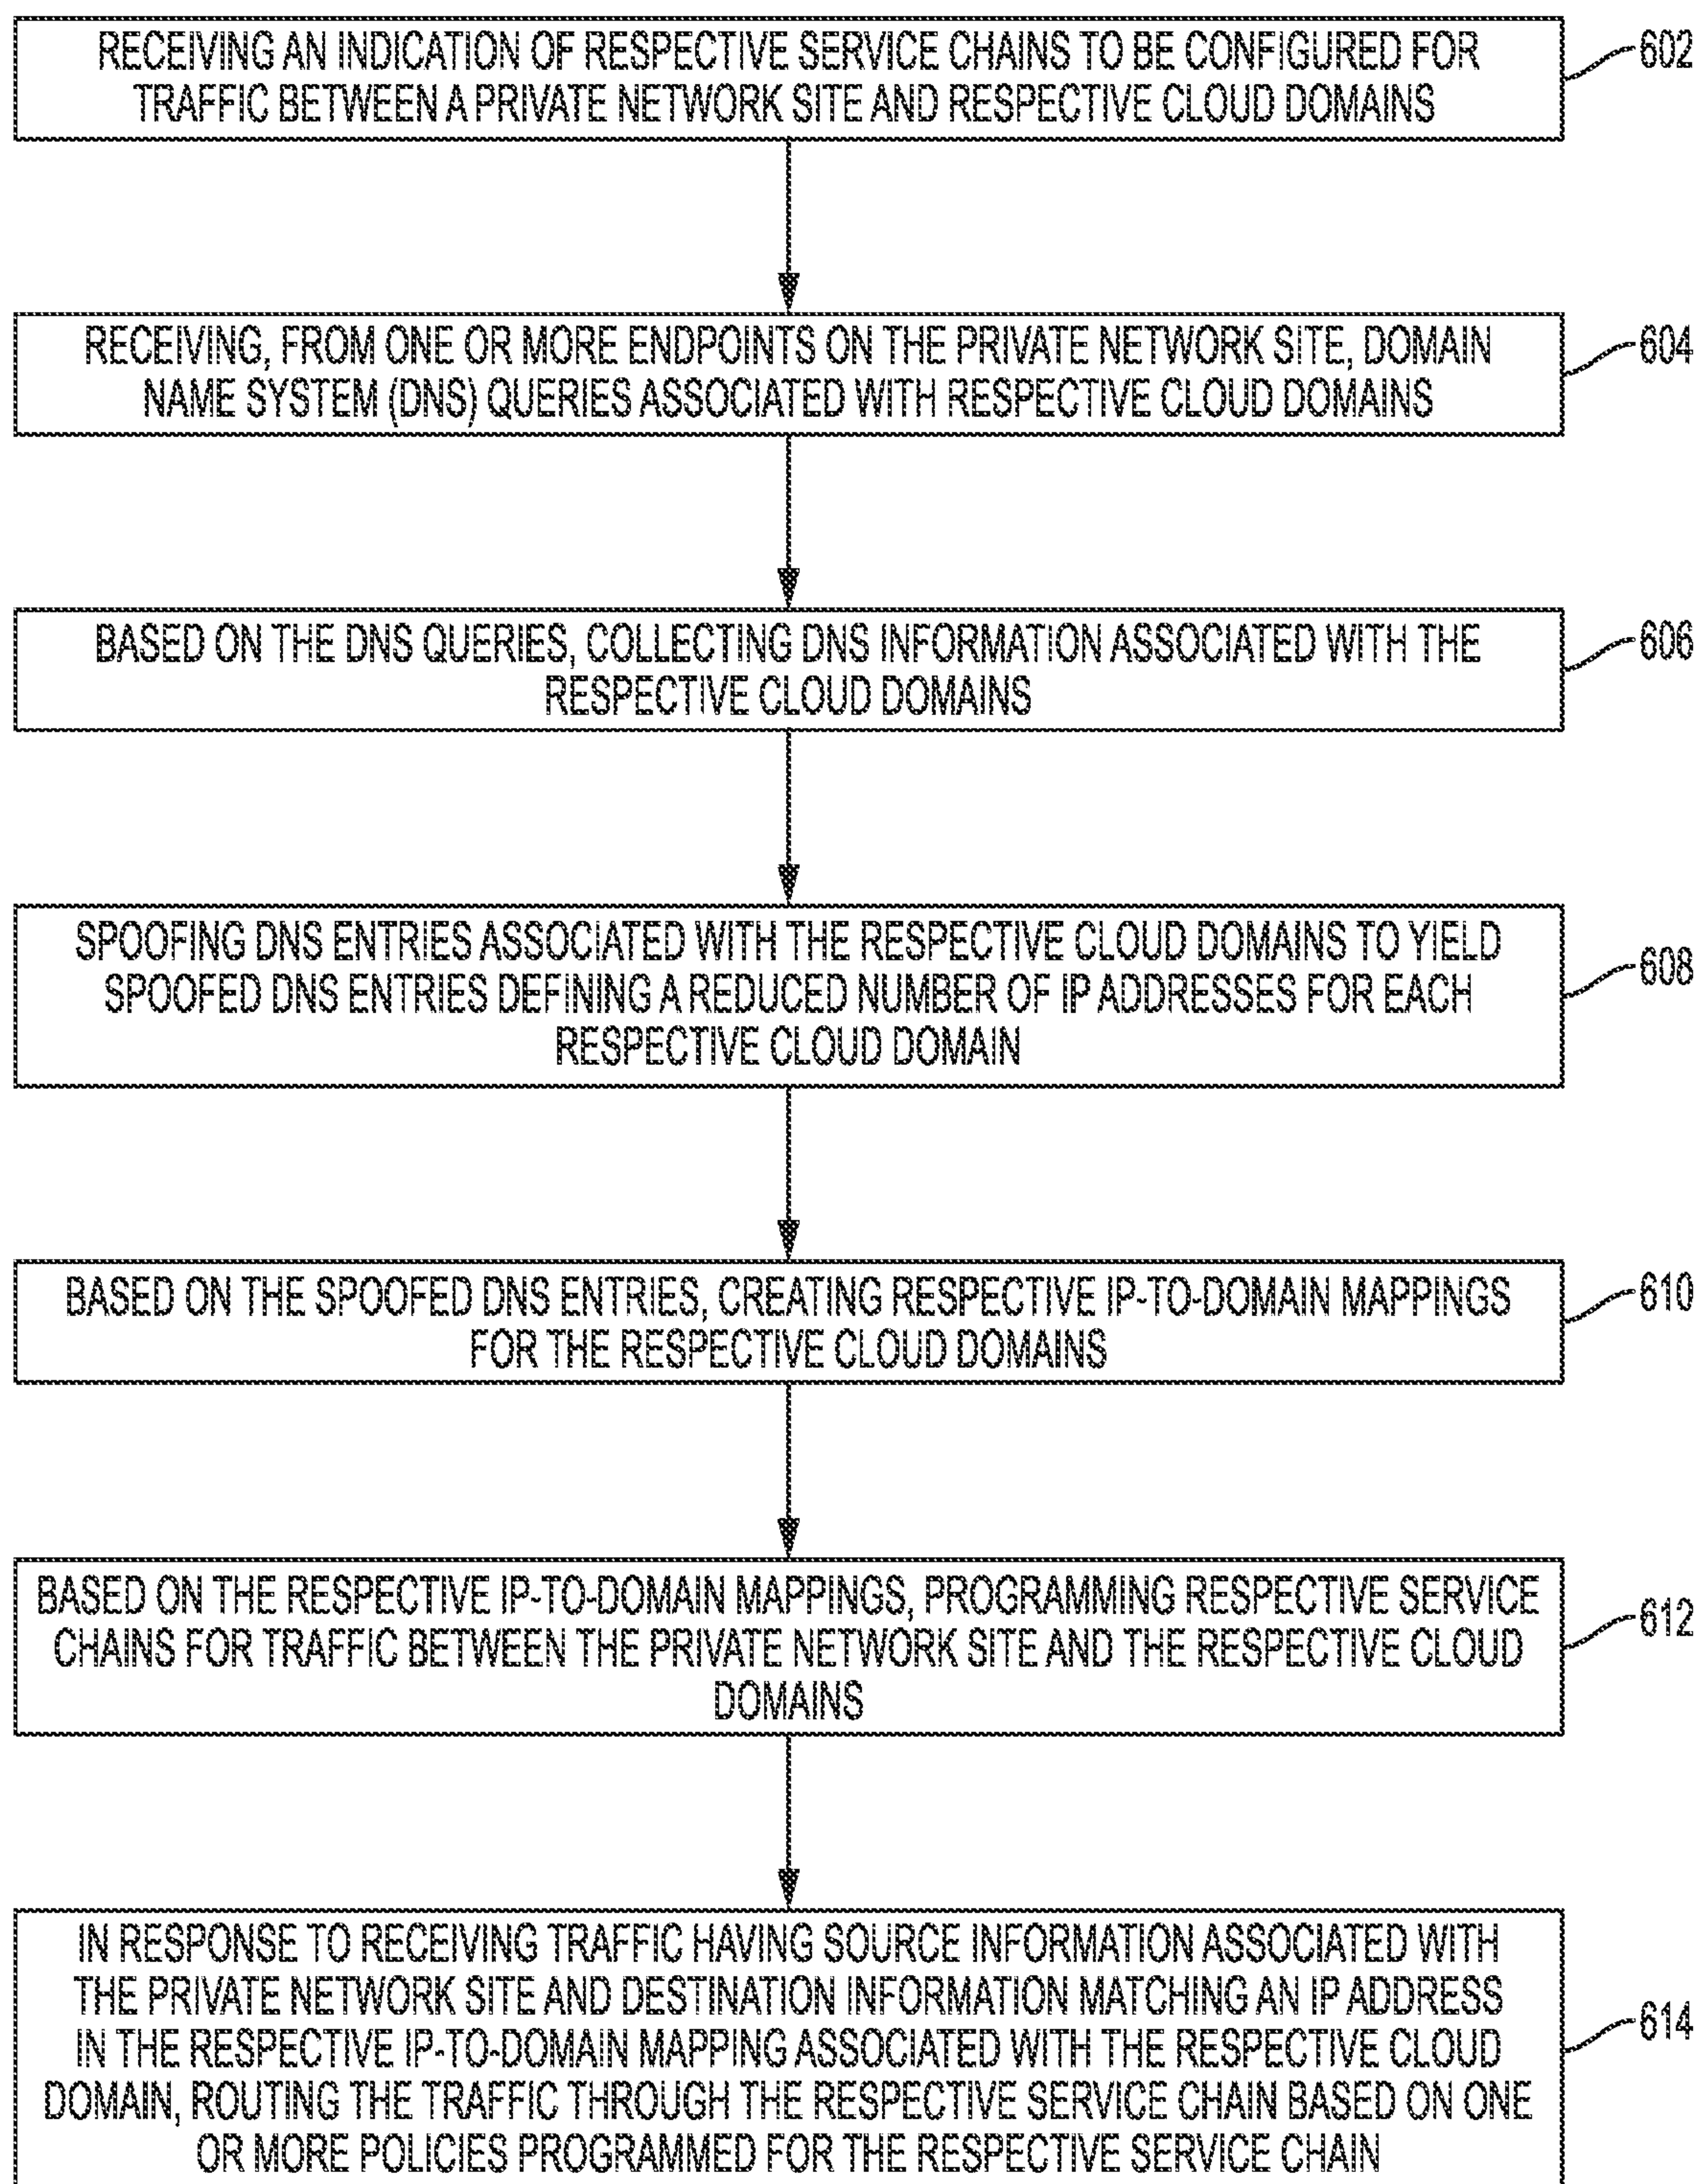 RECEIVING AN INDICATION OF RESPECTIVE SERVICE CHAINS TO BE CONFIGURED FOR
TRAFFIC BETWEEN A PRIVATE NETWORK SITE AND RESPECTIVE CLOUD DOMAINS
602
RECEIVING, FROM ONE OR MORE ENDPOINTS ON THE PRIVATE NETWORK SITE, DOMAIN
NAME SYSTEM (DNS) QUERIES ASSOCIATED WITH RESPECTIVE CLOUD DOMAINS
604
BASED ON THE DNS QUERIES, COLLECTING DNS INFORMATION ASSOCIATED WITH THE
RESPECTIVE CLOUD DOMAINS
606
SPOOFING DNS ENTRIES ASSOCIATED WITH THE RESPECTIVE CLOUD DOMAINS TO YIELD
SPOOFED DNS ENTRIES DEFINING A REDUCED NUMBER OF IP ADDRESSES FOR EACH
RESPECTIVE CLOUD DOMAIN
608
BASED ON THE SPOOFED DNS ENTRIES, CREATING RESPECTIVE IP-TO-DOMAIN MAPPINGS
FOR THE RESPECTIVE CLOUD DOMAINS
610
BASED ON THE RESPECTIVE IP-TO-DOMAIN MAPPINGS, PROGRAMMING RESPECTIVE SERVICE
CHAINS FOR TRAFFIC BETWEEN THE PRIVATE NETWORK SITE AND THE RESPECTIVE CLOUD
DOMAINS
612
IN RESPONSE TO RECEIVING TRAFFIC HAVING SOURCE INFORMATION ASSOCIATED WITH
THE PRIVATE NETWORK SITE AND DESTINATION INFORMATION MATCHING AN IP ADDRESS
IN THE RESPECTIVE IP-TO-DOMAIN MAPPING ASSOCIATED WITH THE RESPECTIVE CLOUD
DOMAIN, ROUTING THE TRAFFIC THROUGH THE RESPECTIVE SERVICE CHAIN BASED ON ONE
OR MORE POLICIES PROGRAMMED FOR THE RESPECTIVE SERVICE CHAIN
614